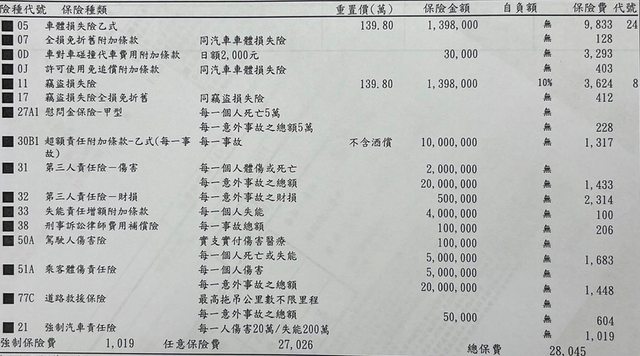 險種代號 保險種類 重置價(萬) 保險金額 自負額 保險費 代號
05 車體損失險乙式 139.80 1,398,000 無 9,833 24
07 全損免折舊附加條款 同汽車車體損失險 無 128
0D 車對車碰撞代車費用附加條款 日額2,000元 30,000 無 3,293
0J 許可使用免追償附加條款 同汽車車體損失險 無 403
11 竊盜損失險 139.80 1,398,000 10% 3,624 8
17 竊盜損失險全損免折舊 同竊盜損失險 無 412
27A1 慰問金保險-甲型 每一個人死亡5萬
每一意外事故之總額5萬 無 228
30B1 超額責任附加條款-乙式(每一事故) 每一事故 不含酒償 10,000,000 無 1,317
31 第三人責任險-傷害 每一個人體傷或死亡 2,000,000 無
每一意外事故之總額 20,000,000 無 1,433
32 第三人責任險-財損 每一意外事故之財損 500,000 無 2,314
33 失能責任增額附加條款 每一個人失能 4,000,000 無 100
38 刑事訴訟律師費用補償險 每一事故總額 100,000 無 206
50A 駕駛人傷害險 實支實付傷害醫療 100,000 無
每一個人死亡或失能 5,000,000 無 1,683
51A 乘客體傷責任險 每一個人傷害 5,000,000 無
每一意外事故之總額 20,000,000 無 1,448
77C 道路救援保險 最高拖吊公里數不限里程
每一意外事故之總額 50,000 無 604
21 強制汽車責任險 每一人傷害20萬/失能200萬 無 1,019
強制保險費 1,019 任意保險費 27,026 總保費 28,045